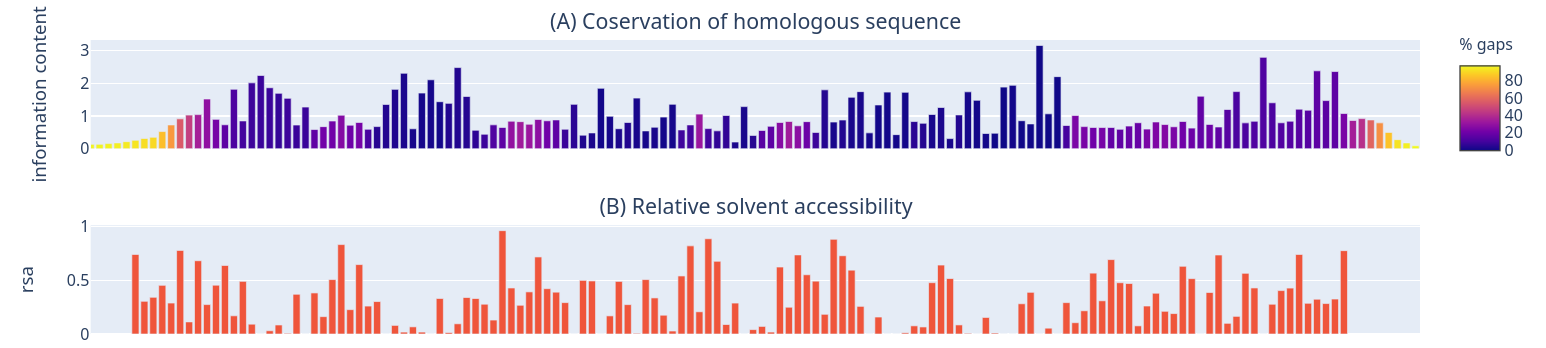 (A) Coservation of homologous sequence
information content
3
2
1
0
% gaps
80
60
40
20
0
(B) Relative solvent accessibility
rsa
1
0.5
0